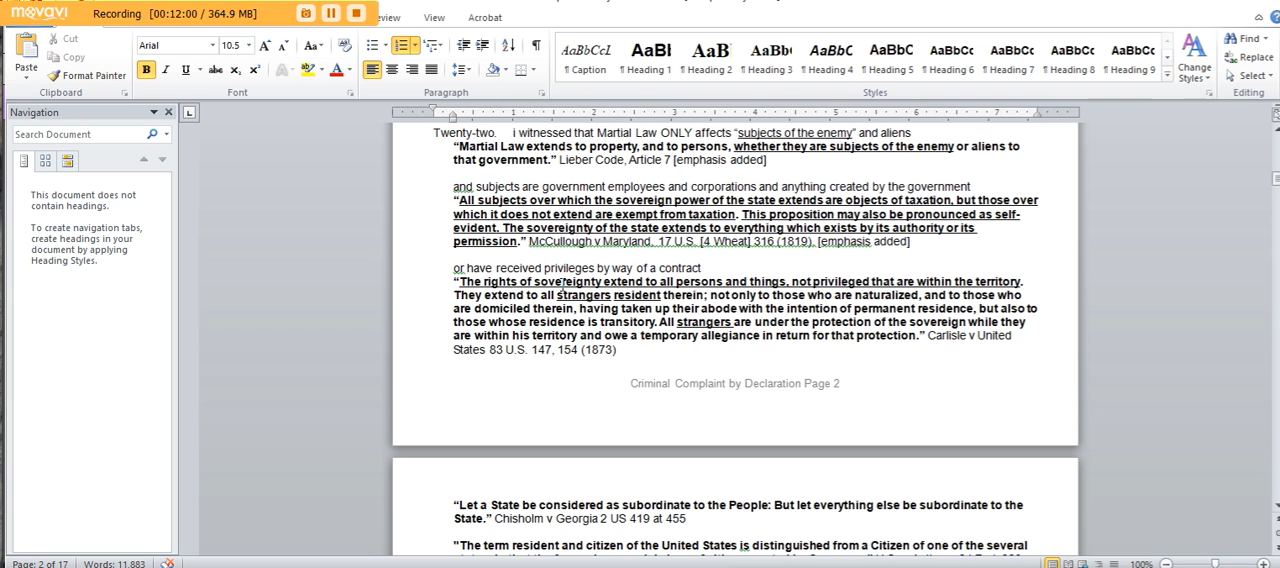 movavi Recording [00:12:00 / 364.9 MB]
View Acrobat
Paste Cut Copy Format Painter
Arial 10.5
AaBbCcL AaBl AaB AaBb( AaBbC AaBbC AaBbCc AaBbCc AaBbCc AaBbCc
¶ Caption ¶ Heading 1 ¶ Heading 2 ¶ Heading 3 ¶ Heading 4 ¶ Heading 5 ¶ Heading 6 ¶ Heading 7 ¶ Heading 8 ¶ Heading 9
Change Styles
Find
Replace
Select
Clipboard Font Paragraph Styles Editing
Navigation
Search Document
This document does not
contain headings.
To create navigation tabs,
create headings in your
document by applying
Heading Styles.
Twenty-two. i witnessed that Martial Law ONLY affects “subjects of the enemy” and aliens
“Martial Law extends to property, and to persons, whether they are subjects of the enemy or aliens to
that government.” Lieber Code, Article 7 [emphasis added]
and subjects are government employees and corporations and anything created by the government
“All subjects over which the sovereign power of the state extends are objects of taxation, but those over
which it does not extend are exempt from taxation. This proposition may also be pronounced as self-
evident. The sovereignty of the state extends to everything which exists by its authority or its
permission.” McCullough v Maryland, 17 U.S. [4 Wheat] 316 (1819). [emphasis added]
or have received privileges by way of a contract
“The rights of sovereignty extend to all persons and things, not privileged that are within the territory.
They extend to all strangers resident therein; not only to those who are naturalized, and to those who
are domiciled therein, having taken up their abode with the intention of permanent residence, but also to
those whose residence is transitory. All strangers are under the protection of the sovereign while they
are within his territory and owe a temporary allegiance in return for that protection.” Carlisle v United
States 83 U.S. 147, 154 (1873)
Criminal Complaint by Declaration Page 2
“Let a State be considered as subordinate to the People: But let everything else be subordinate to the
State.” Chisholm v Georgia 2 US 419 at 455
"The term resident and citizen of the United States is distinguished from a Citizen of one of the several
Page: 2 of 17 Words: 11,883 100%